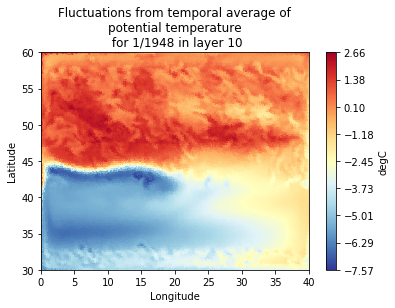 Fluctuations from temporal average of
potential temperature
for 1/1948 in layer 10
60
55
50
45
40
35
30
Latitude
0 5 10 15 20 25 30 35 40
Longitude
2.66
1.38
0.10
−1.18
−2.45
−3.73
−5.01
−6.29
−7.57
degC